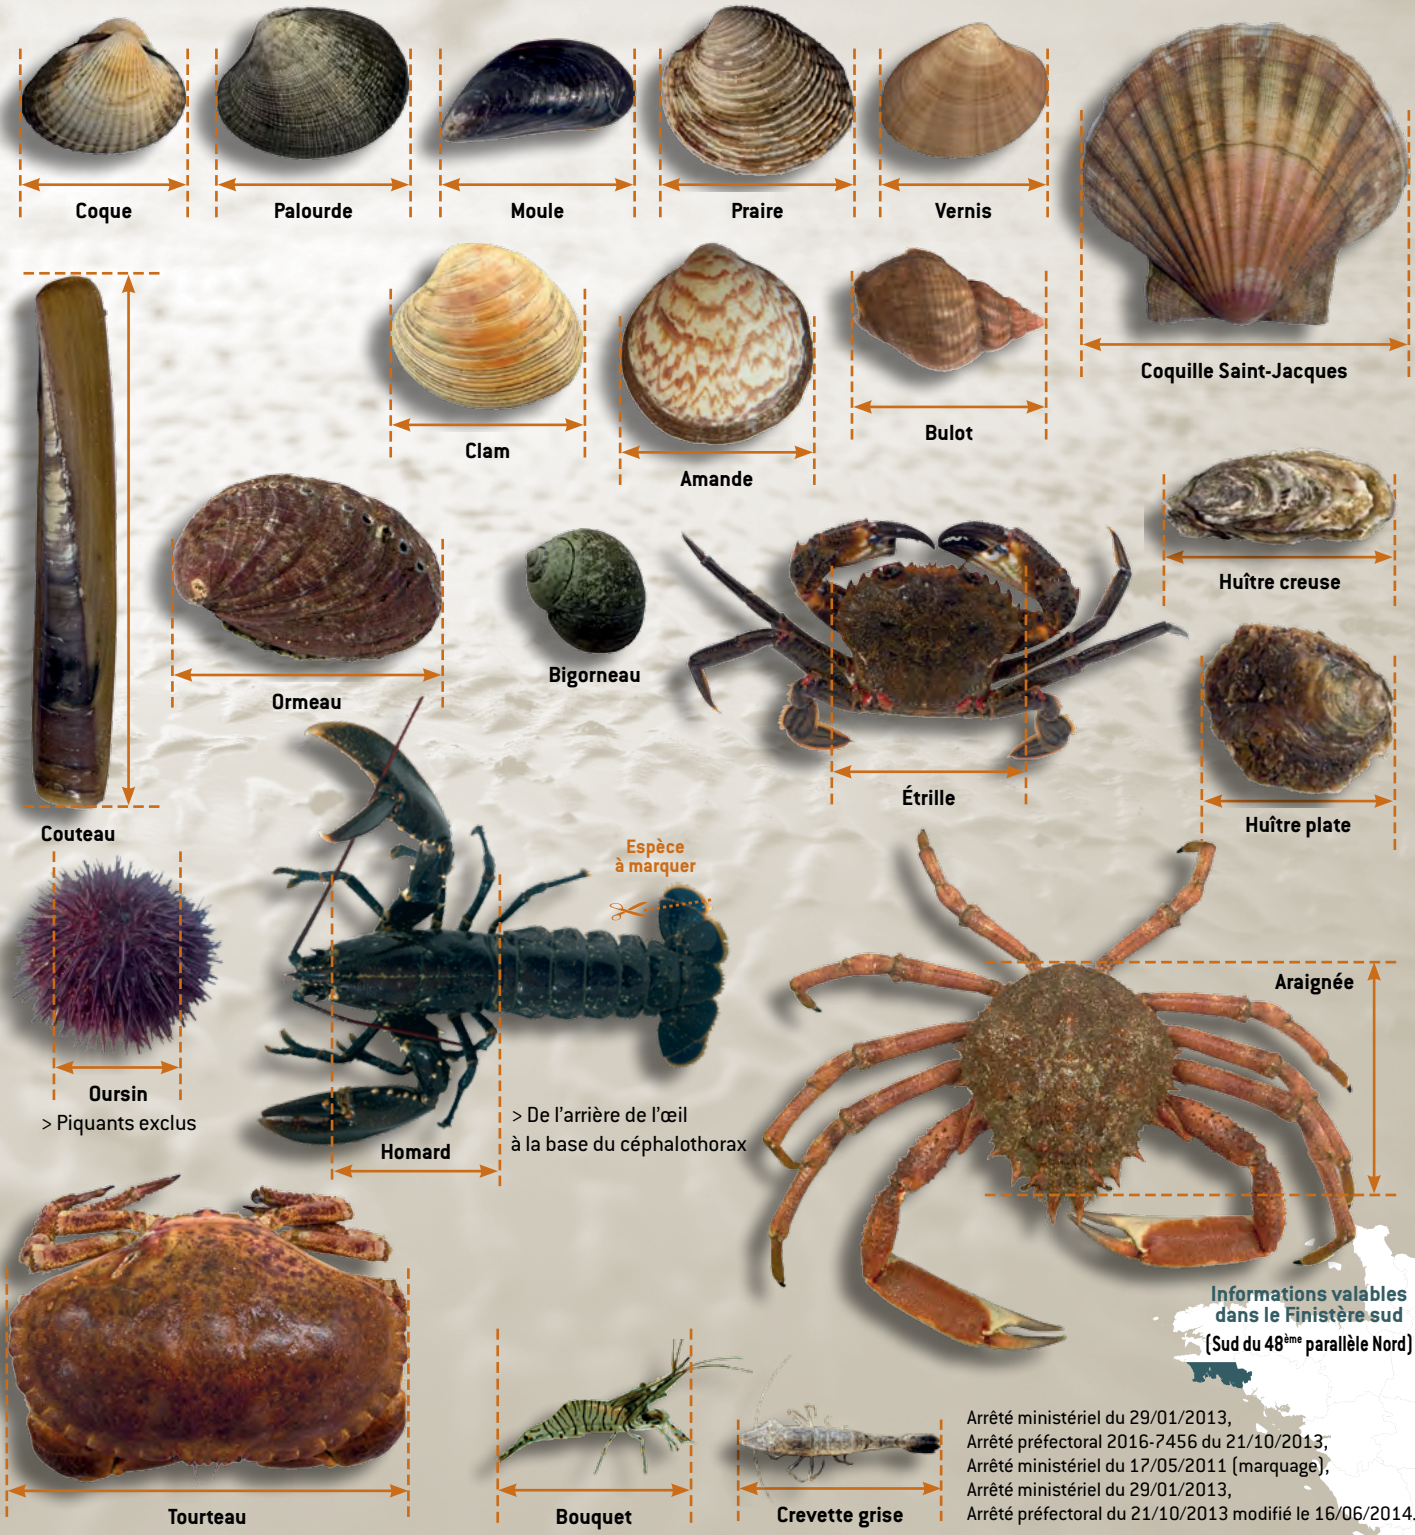 Coque
Palourde
Moule
Praire
Vernis
Coquille Saint-Jacques
Clam
Amande
Bulot
Huître creuse
Ormeau
Bigorneau
Étrille
Huître plate
Couteau
Espèce
à marquer
Araignée
Oursin
> Piquants exclus
Homard
> De l'arrière de l'œil
à la base du céphalothorax
Informations valables
dans le Finistère sud
(Sud du 48ème parallèle Nord)
Tourteau
Bouquet
Crevette grise
Arrêté ministériel du 29/01/2013,
Arrêté préfectoral 2016-7456 du 21/10/2013,
Arrêté ministériel du 17/05/2011 (marquage),
Arrêté ministériel du 29/01/2013,
Arrêté préfectoral du 21/10/2013 modifié le 16/06/2014.